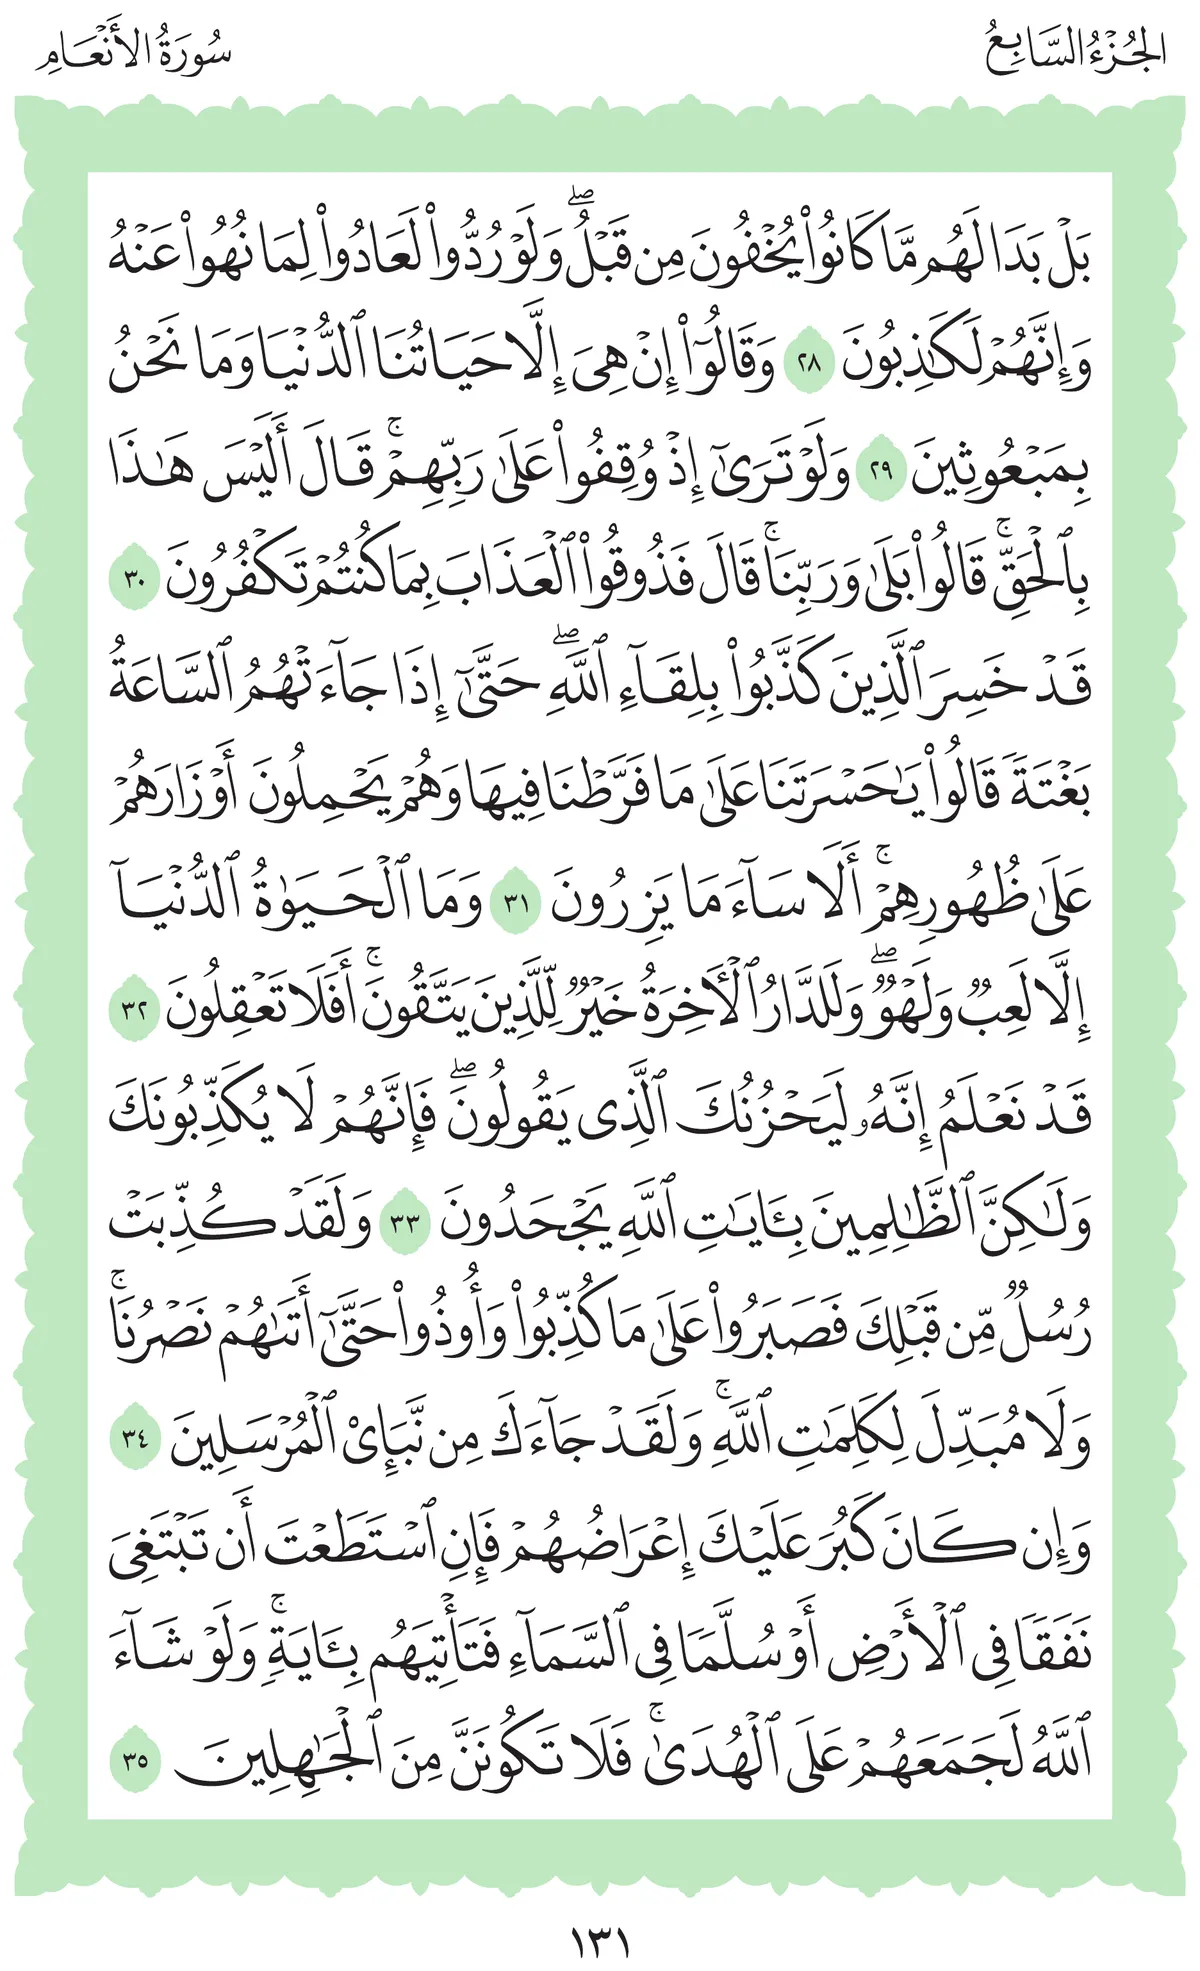 الجُزْءُ السَّابِعُ
سُورَةُ الأَنْعَامِ
بَلْ بَدَا لَهُم مَّا كَانُوا۟ يُخْفُونَ مِن قَبْلُ ۖ وَلَوْ رُدُّوا۟ لَعَادُوا۟ لِمَا نُهُوا۟ عَنْهُ
وَإِنَّهُمْ لَكَـٰذِبُونَ ٢٨ وَقَالُوٓا۟ إِنْ هِىَ إِلَّا حَيَاتُنَا ٱلدُّنْيَا وَمَا نَحْنُ
بِمَبْعُوثِينَ ٢٩ وَلَوْ تَرَىٰٓ إِذْ وُقِفُوا۟ عَلَىٰ رَبِّهِمْ ۚ قَالَ أَلَيْسَ هَـٰذَا
بِٱلْحَقِّ ۚ قَالُوا۟ بَلَىٰ وَرَبِّنَا ۚ قَالَ فَذُوقُوا۟ ٱلْعَذَابَ بِمَا كُنتُمْ تَكْفُرُونَ ٣٠
قَدْ خَسِرَ ٱلَّذِينَ كَذَّبُوا۟ بِلِقَآءِ ٱللَّهِ ۖ حَتَّىٰٓ إِذَا جَآءَتْهُمُ ٱلسَّاعَةُ
بَغْتَةً قَالُوا۟ يَـٰحَسْرَتَنَا عَلَىٰ مَا فَرَّطْنَا فِيهَا وَهُمْ يَحْمِلُونَ أَوْزَارَهُمْ
عَلَىٰ ظُهُورِهِمْ ۚ أَلَا سَآءَ مَا يَزِرُونَ ٣١ وَمَا ٱلْحَيَوٰةُ ٱلدُّنْيَآ
إِلَّا لَعِبٌ وَلَهْوٌ ۖ وَلَلدَّارُ ٱلْـَٔاخِرَةُ خَيْرٌ لِّلَّذِينَ يَتَّقُونَ ۚ أَفَلَا تَعْقِلُونَ ٣٢
قَدْ نَعْلَمُ إِنَّهُۥ لَيَحْزُنُكَ ٱلَّذِى يَقُولُونَ ۖ فَإِنَّهُمْ لَا يُكَذِّبُونَكَ
وَلَـٰكِنَّ ٱلظَّـٰلِمِينَ بِـَٔايَـٰتِ ٱللَّهِ يَجْحَدُونَ ٣٣ وَلَقَدْ كُذِّبَتْ
رُسُلٌ مِّن قَبْلِكَ فَصَبَرُوا۟ عَلَىٰ مَا كُذِّبُوا۟ وَأُوذُوا۟ حَتَّىٰٓ أَتَىٰهُمْ نَصْرُنَا ۚ
وَلَا مُبَدِّلَ لِكَلِمَـٰتِ ٱللَّهِ ۚ وَلَقَدْ جَآءَكَ مِن نَّبَإِى۟ ٱلْمُرْسَلِينَ ٣٤
وَإِن كَانَ كَبُرَ عَلَيْكَ إِعْرَاضُهُمْ فَإِنِ ٱسْتَطَعْتَ أَن تَبْتَغِىَ
نَفَقًا فِى ٱلْأَرْضِ أَوْ سُلَّمًا فِى ٱلسَّمَآءِ فَتَأْتِيَهُم بِـَٔايَةٍ ۚ وَلَوْ شَآءَ
ٱللَّهُ لَجَمَعَهُمْ عَلَى ٱلْهُدَىٰ ۚ فَلَا تَكُونَنَّ مِنَ ٱلْجَـٰهِلِينَ ٣٥
١٣١